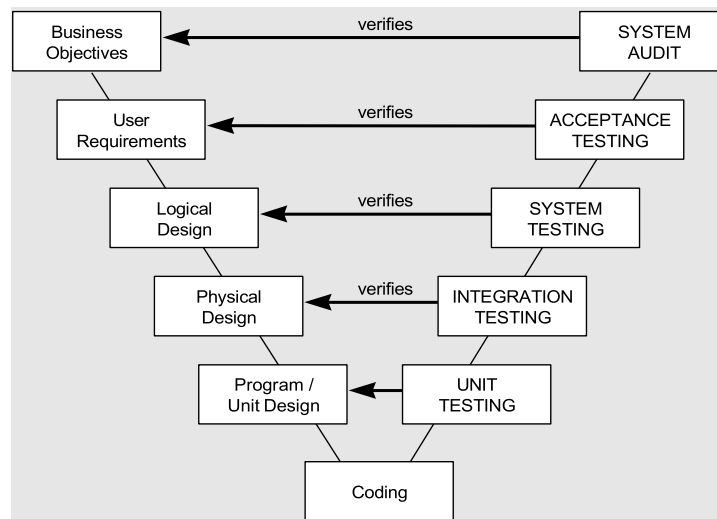 Business
Objectives
verifies
SYSTEM
AUDIT
User
Requirements
verifies
ACCEPTANCE
TESTING
Logical
Design
verifies
SYSTEM
TESTING
Physical
Design
verifies
INTEGRATION
TESTING
Program /
Unit Design
UNIT
TESTING
Coding